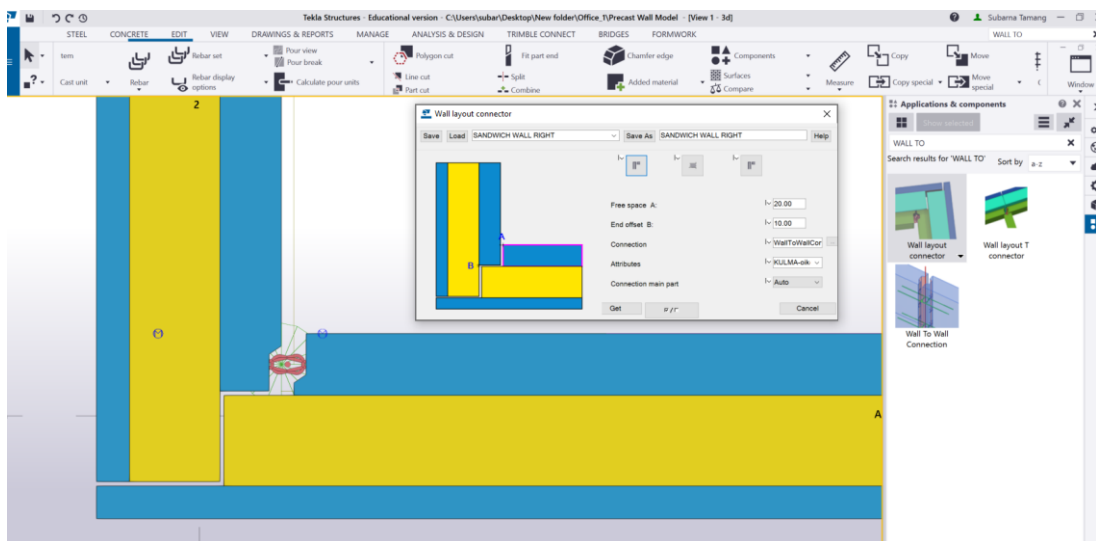 Tekla Structures - Educational version - C:\Users\subar\Desktop\New folder\Office_1\Precast Wall Model - [View 1 - 3d]
Subarna Tamang
STEEL CONCRETE EDIT VIEW DRAWINGS & REPORTS MANAGE ANALYSIS & DESIGN TRIMBLE CONNECT BRIDGES FORMWORK
WALL TO
Item
Rebar set
Pour view
Pour break
Polygon cut
Fit part end
Chamfer edge
Components
Copy
Move
Cast unit
Rebar
Rebar display
options
Calculate pour units
Line cut
Part cut
Split
Combine
Added material
Surfaces
Compare
Measure
Copy special
Move
special
Window
2
A
Wall layout connector
Save Load SANDWICH WALL RIGHT Save As SANDWICH WALL RIGHT Help
A
B
Free space A: 20.00
End offset B: 10.00
Connection WallToWallCor
Attributes KULMA-oik
Connection main part Auto
Get Cancel
Applications & components
Show selected
WALL TO
Search results for 'WALL TO' Sort by a-z
Wall layout
connector
Wall layout T
connector
Wall To Wall
Connection